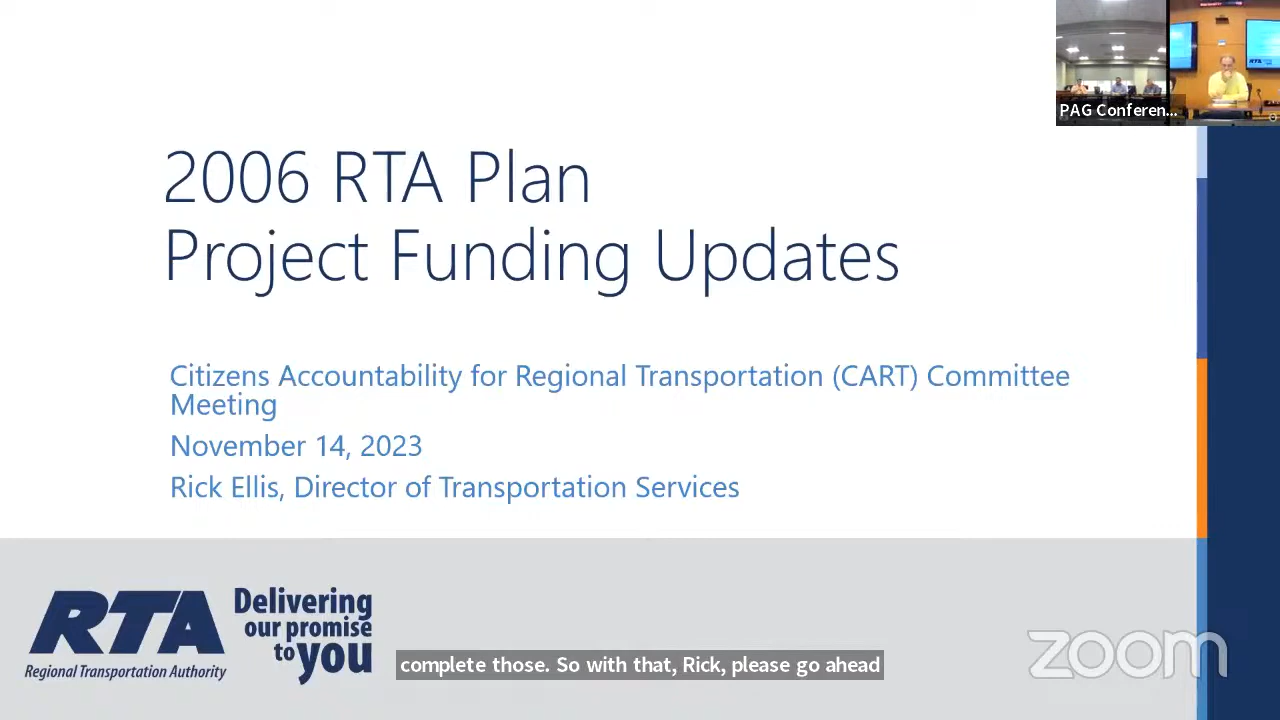 PAG Conferen...
2006 RTA Plan
Project Funding Updates
Citizens Accountability for Regional Transportation (CART) Committee
Meeting
November 14, 2023
Rick Ellis, Director of Transportation Services
RTA
Regional Transportation Authority
Delivering
our promise
to you
complete those. So with that, Rick, please go ahead
zoom